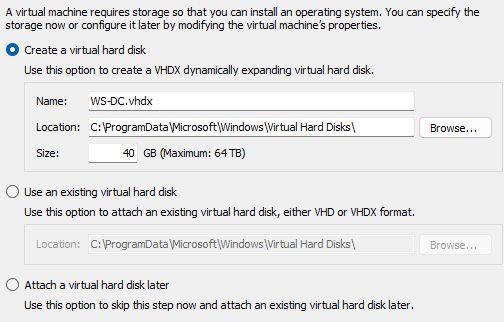 A virtual machine requires storage so that you can install an operating system. You can specify the
storage now or configure it later by modifying the virtual machine's properties.
Create a virtual hard disk
Use this option to create a VHDX dynamically expanding virtual hard disk.
Name: WS-DC.vhdx
Location: C:\ProgramData\Microsoft\Windows\Virtual Hard Disks\ Browse...
Size: 40 GB (Maximum: 64 TB)
Use an existing virtual hard disk
Use this option to attach an existing virtual hard disk, either VHD or VHDX format.
Location: C:\ProgramData\Microsoft\Windows\Virtual Hard Disks\ Browse...
Attach a virtual hard disk later
Use this option to skip this step now and attach an existing virtual hard disk later.